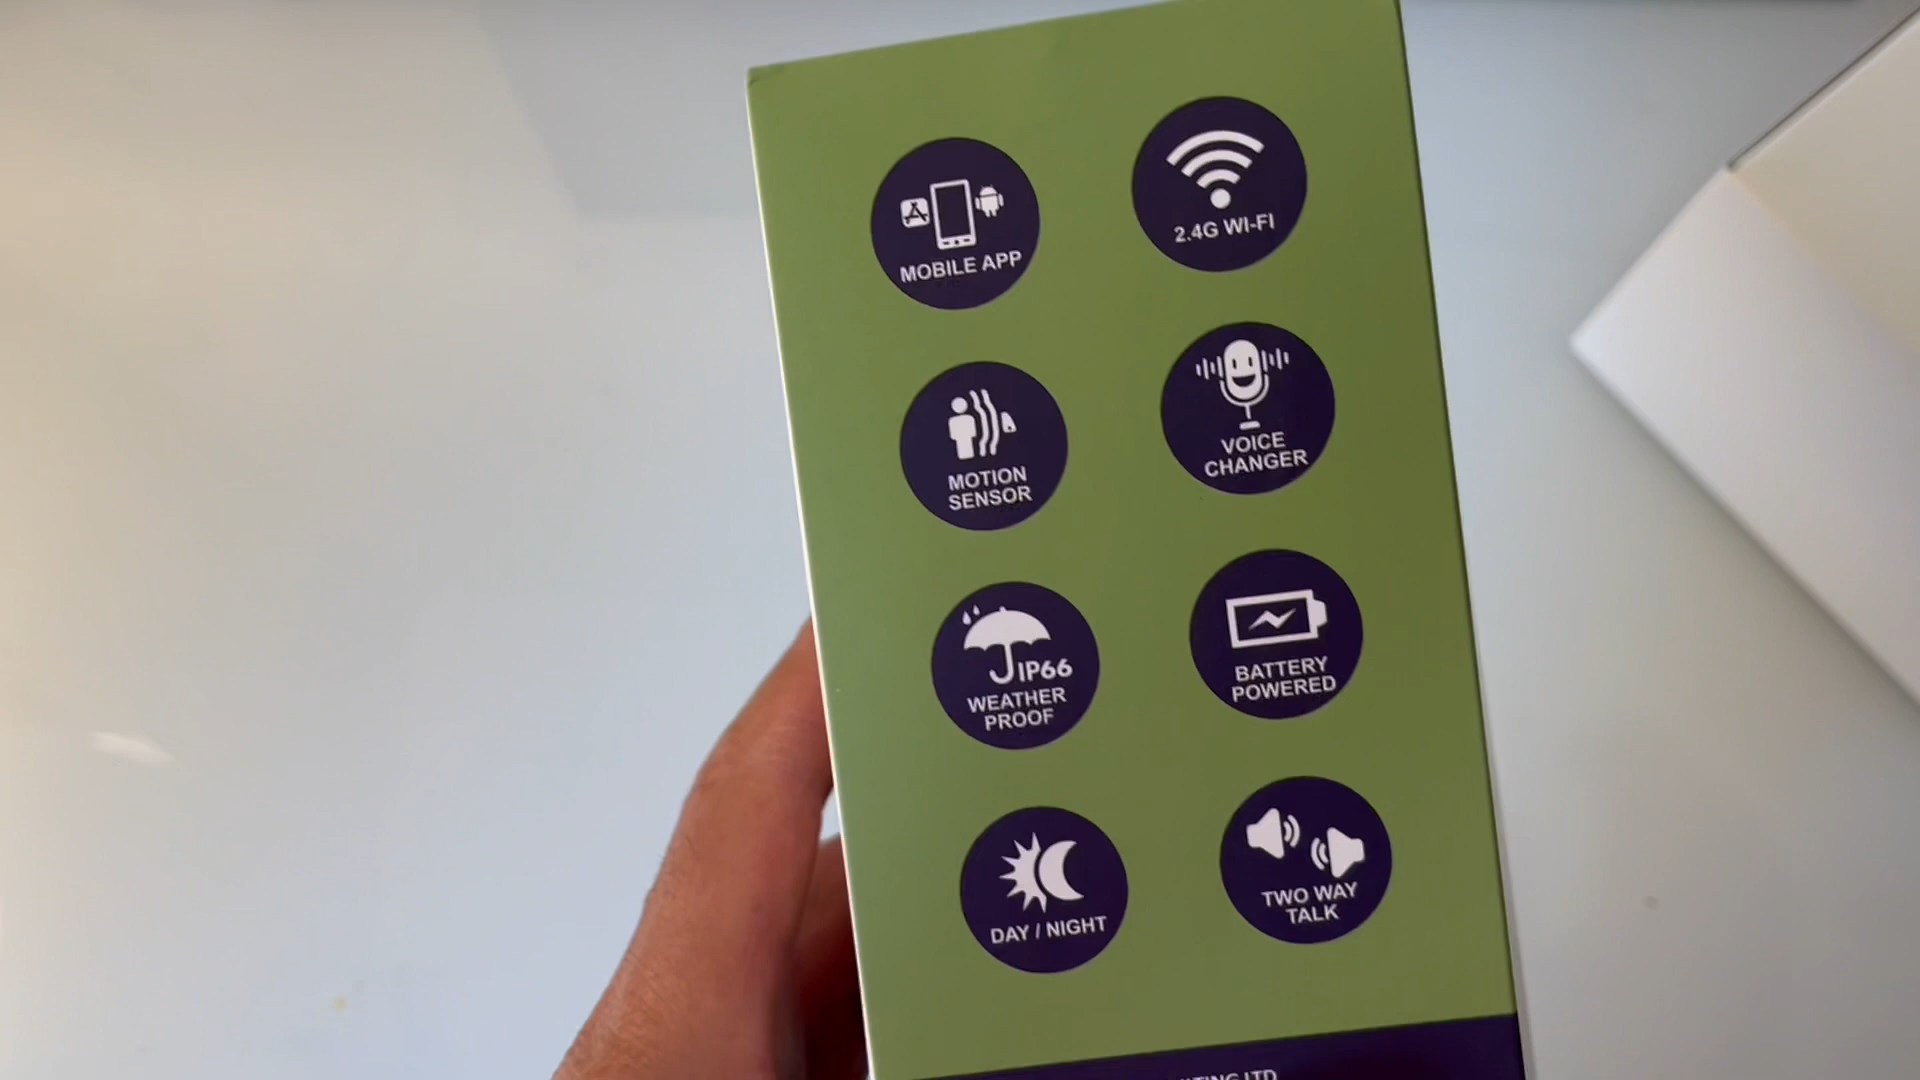 MOBILE APP
2.4G WI-FI
MOTION
SENSOR
VOICE
CHANGER
IP66
WEATHER
PROOF
BATTERY
POWERED
DAY / NIGHT
TWO WAY
TALK
LTD